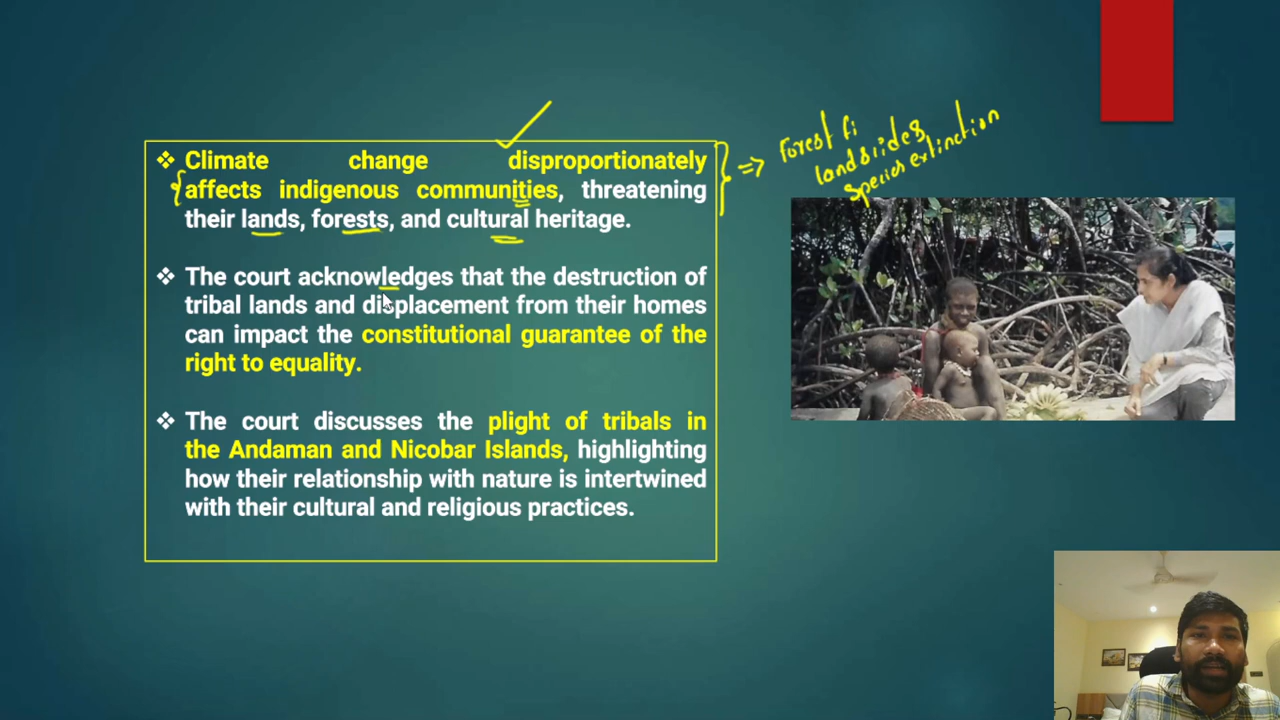 ❖ Climate change disproportionately
affects indigenous communities, threatening
their lands, forests, and cultural heritage.
❖ The court acknowledges that the destruction of
tribal lands and displacement from their homes
can impact the constitutional guarantee of the
right to equality.
❖ The court discusses the plight of tribals in
the Andaman and Nicobar Islands, highlighting
how their relationship with nature is intertwined
with their cultural and religious practices.
⇒ Forest fi
landslides
species extinction